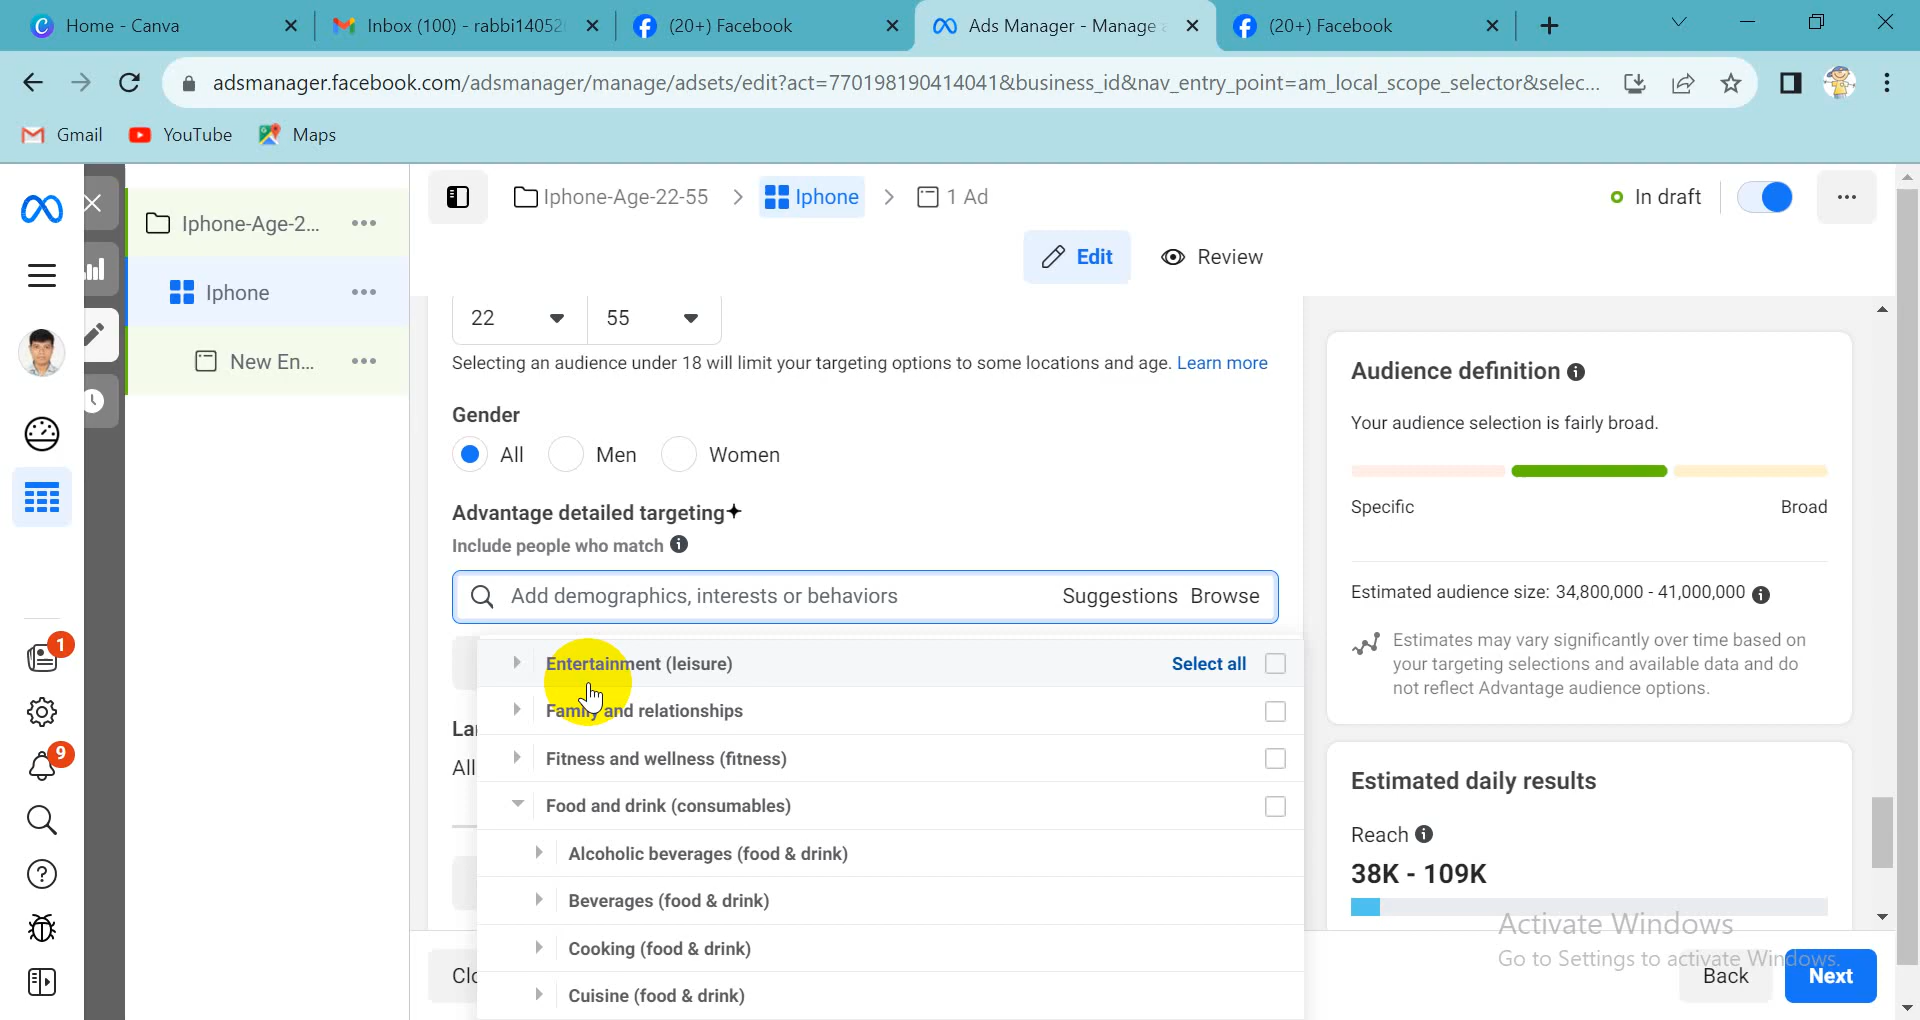 Home - Canva
Inbox (100) - rabbi14052
(20+) Facebook
Ads Manager - Manage a
(20+) Facebook
adsmanager.facebook.com/adsmanager/manage/adsets/edit?act=770198190414041&business_id&nav_entry_point=am_local_scope_selector&selec...
Gmail
YouTube
Maps
Iphone-Age-2...
Iphone
New En...
1
9
Iphone-Age-22-55
Iphone
1 Ad
In draft
Edit
Review
22
55
Selecting an audience under 18 will limit your targeting options to some locations and age. Learn more
Gender
All
Men
Women
Advantage detailed targeting
Include people who match
Add demographics, interests or behaviors
Suggestions
Browse
Entertainment (leisure)
Select all
Family and relationships
Fitness and wellness (fitness)
Food and drink (consumables)
Alcoholic beverages (food & drink)
Beverages (food & drink)
Cooking (food & drink)
Cuisine (food & drink)
La
All
Clo
Audience definition
Your audience selection is fairly broad.
Specific
Broad
Estimated audience size: 34,800,000 - 41,000,000
Estimates may vary significantly over time based on
your targeting selections and available data and do
not reflect Advantage audience options.
Estimated daily results
Reach
38K - 109K
Activate Windows
Go to Settings to activate Windows.
Back
Next